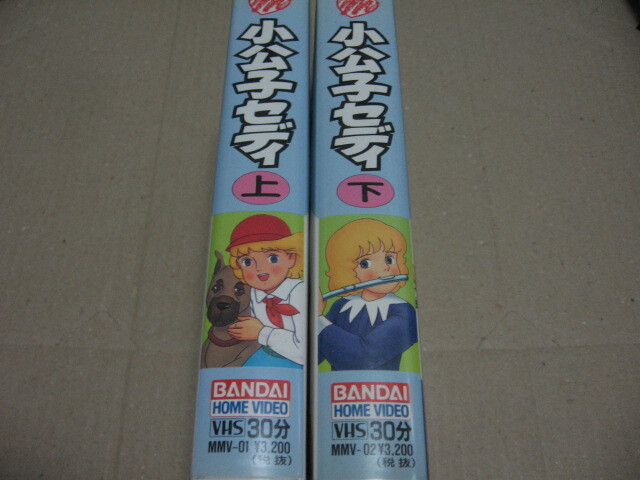 小公子セディ
上
BANDAI
HOME VIDEO
VHS 30分
MMV-01 ¥3,200
(税抜)
小公子セディ
下
BANDAI
HOME VIDEO
VHS 30分
MMV-02 ¥3,200
(税抜)